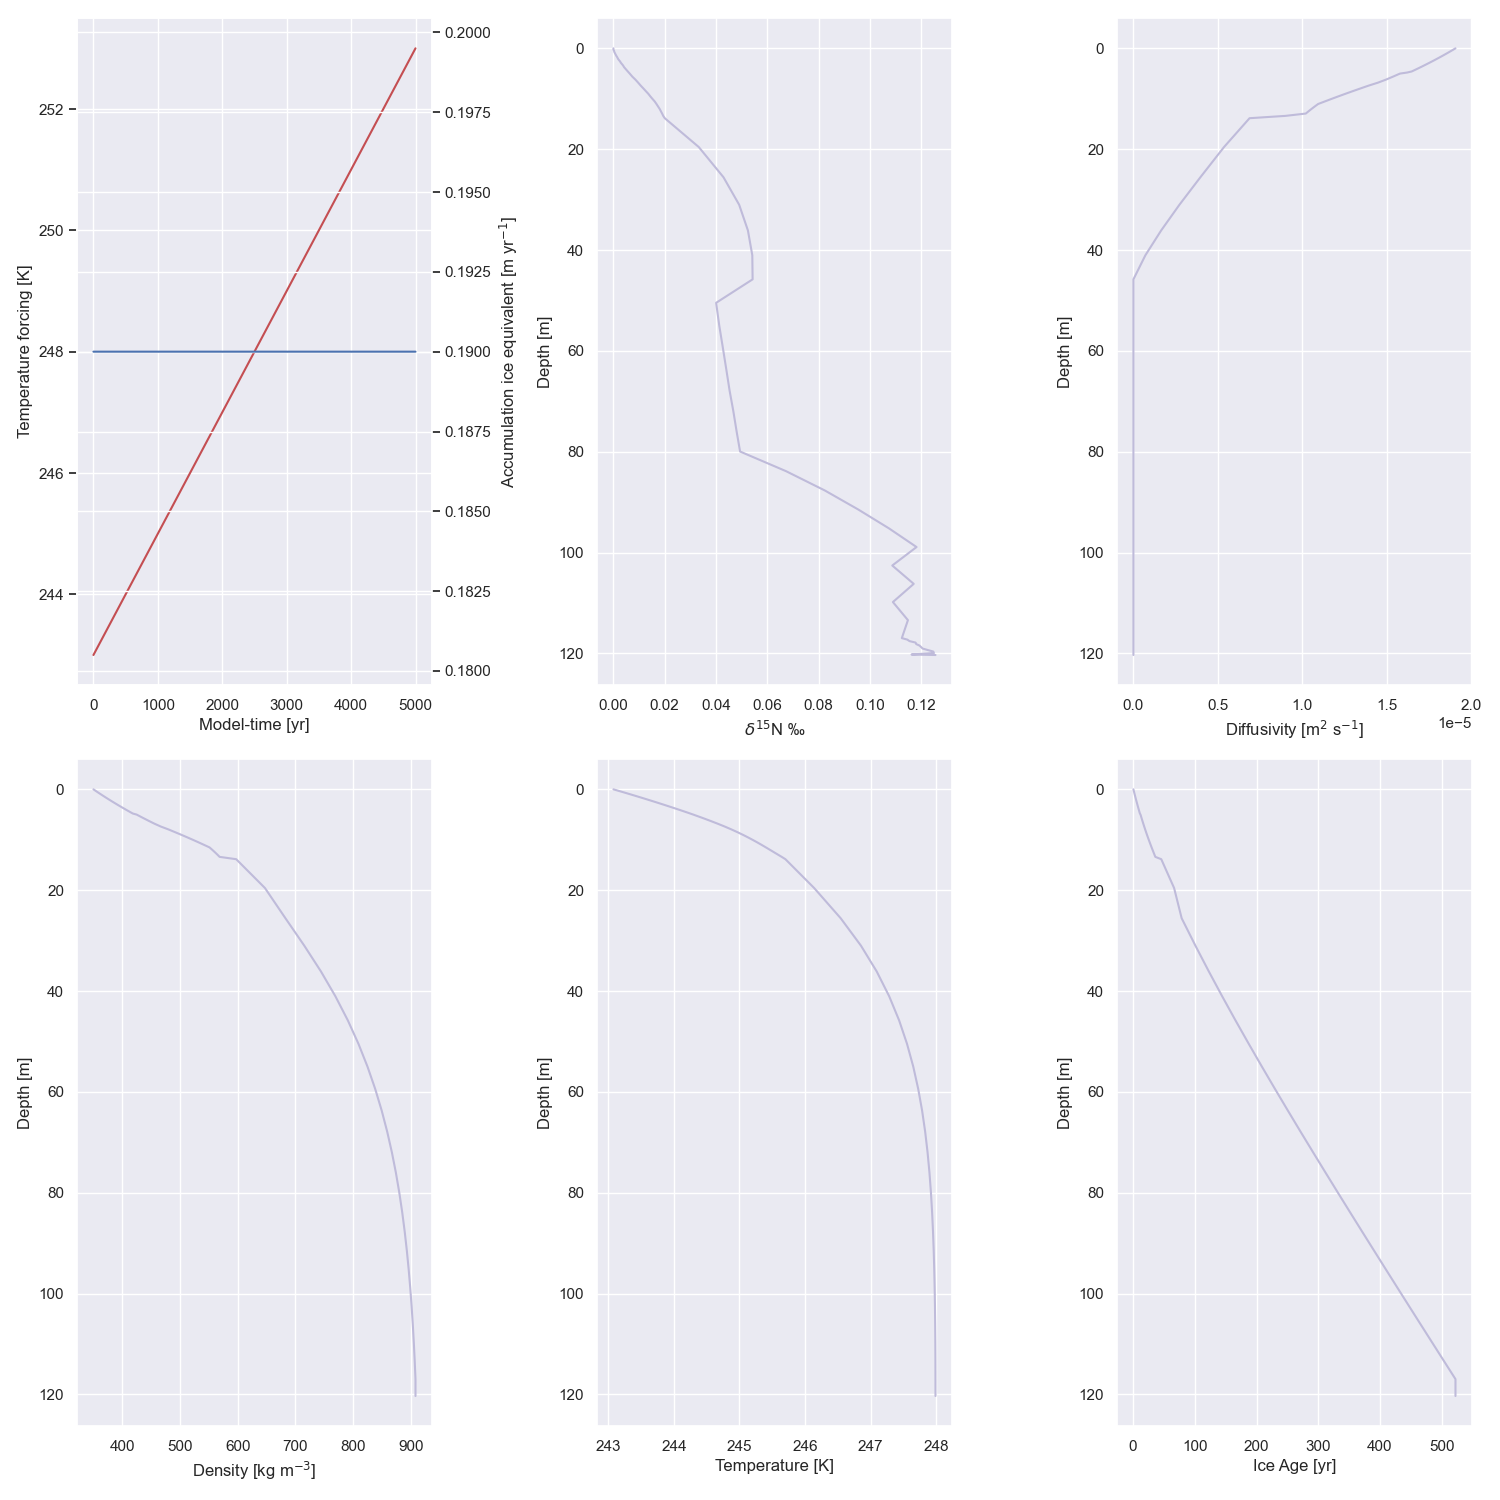 Temperature forcing [K]
252
250
248
246
244
0 1000 2000 3000 4000 5000
Model-time [yr]
0.2000
0.1975
0.1950
0.1925
0.1900
0.1875
0.1850
0.1825
0.1800
Accumulation ice equivalent [m yr⁻¹]
Depth [m]
0
20
40
60
80
100
120
0.00 0.02 0.04 0.06 0.08 0.10 0.12
δ¹⁵N ‰
Depth [m]
0
20
40
60
80
100
120
0.0 0.5 1.0 1.5 2.0
1e−5
Diffusivity [m² s⁻¹]
Depth [m]
0
20
40
60
80
100
120
400 500 600 700 800 900
Density [kg m⁻³]
Depth [m]
0
20
40
60
80
100
120
243 244 245 246 247 248
Temperature [K]
Depth [m]
0
20
40
60
80
100
120
0 100 200 300 400 500
Ice Age [yr]